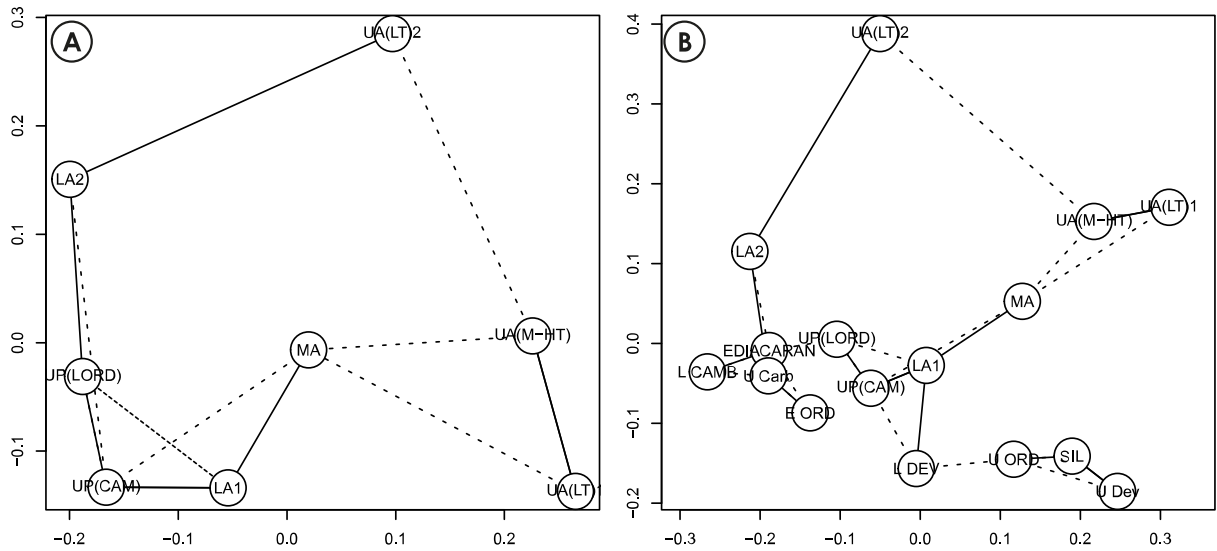 A
0.3
0.2
0.1
0.0
−0.1
UA(LT)2
LA2
UP(LORD)
MA
UA(M−HT)
UP(CAM)
LA1
UA(LT)1
−0.2
−0.1
0.0
0.1
0.2
B
0.4
0.3
0.2
0.1
0.0
−0.1
−0.2
UA(LT)2
UA(M−HT)
UA(LT)1
LA2
MA
UP(LORD)
EDIACARAN
L CAMB
U Carb
LA1
UP(CAM)
E ORD
L DEV
U ORD
SIL
U Dev
−0.3
−0.2
−0.1
0.0
0.1
0.2
0.3